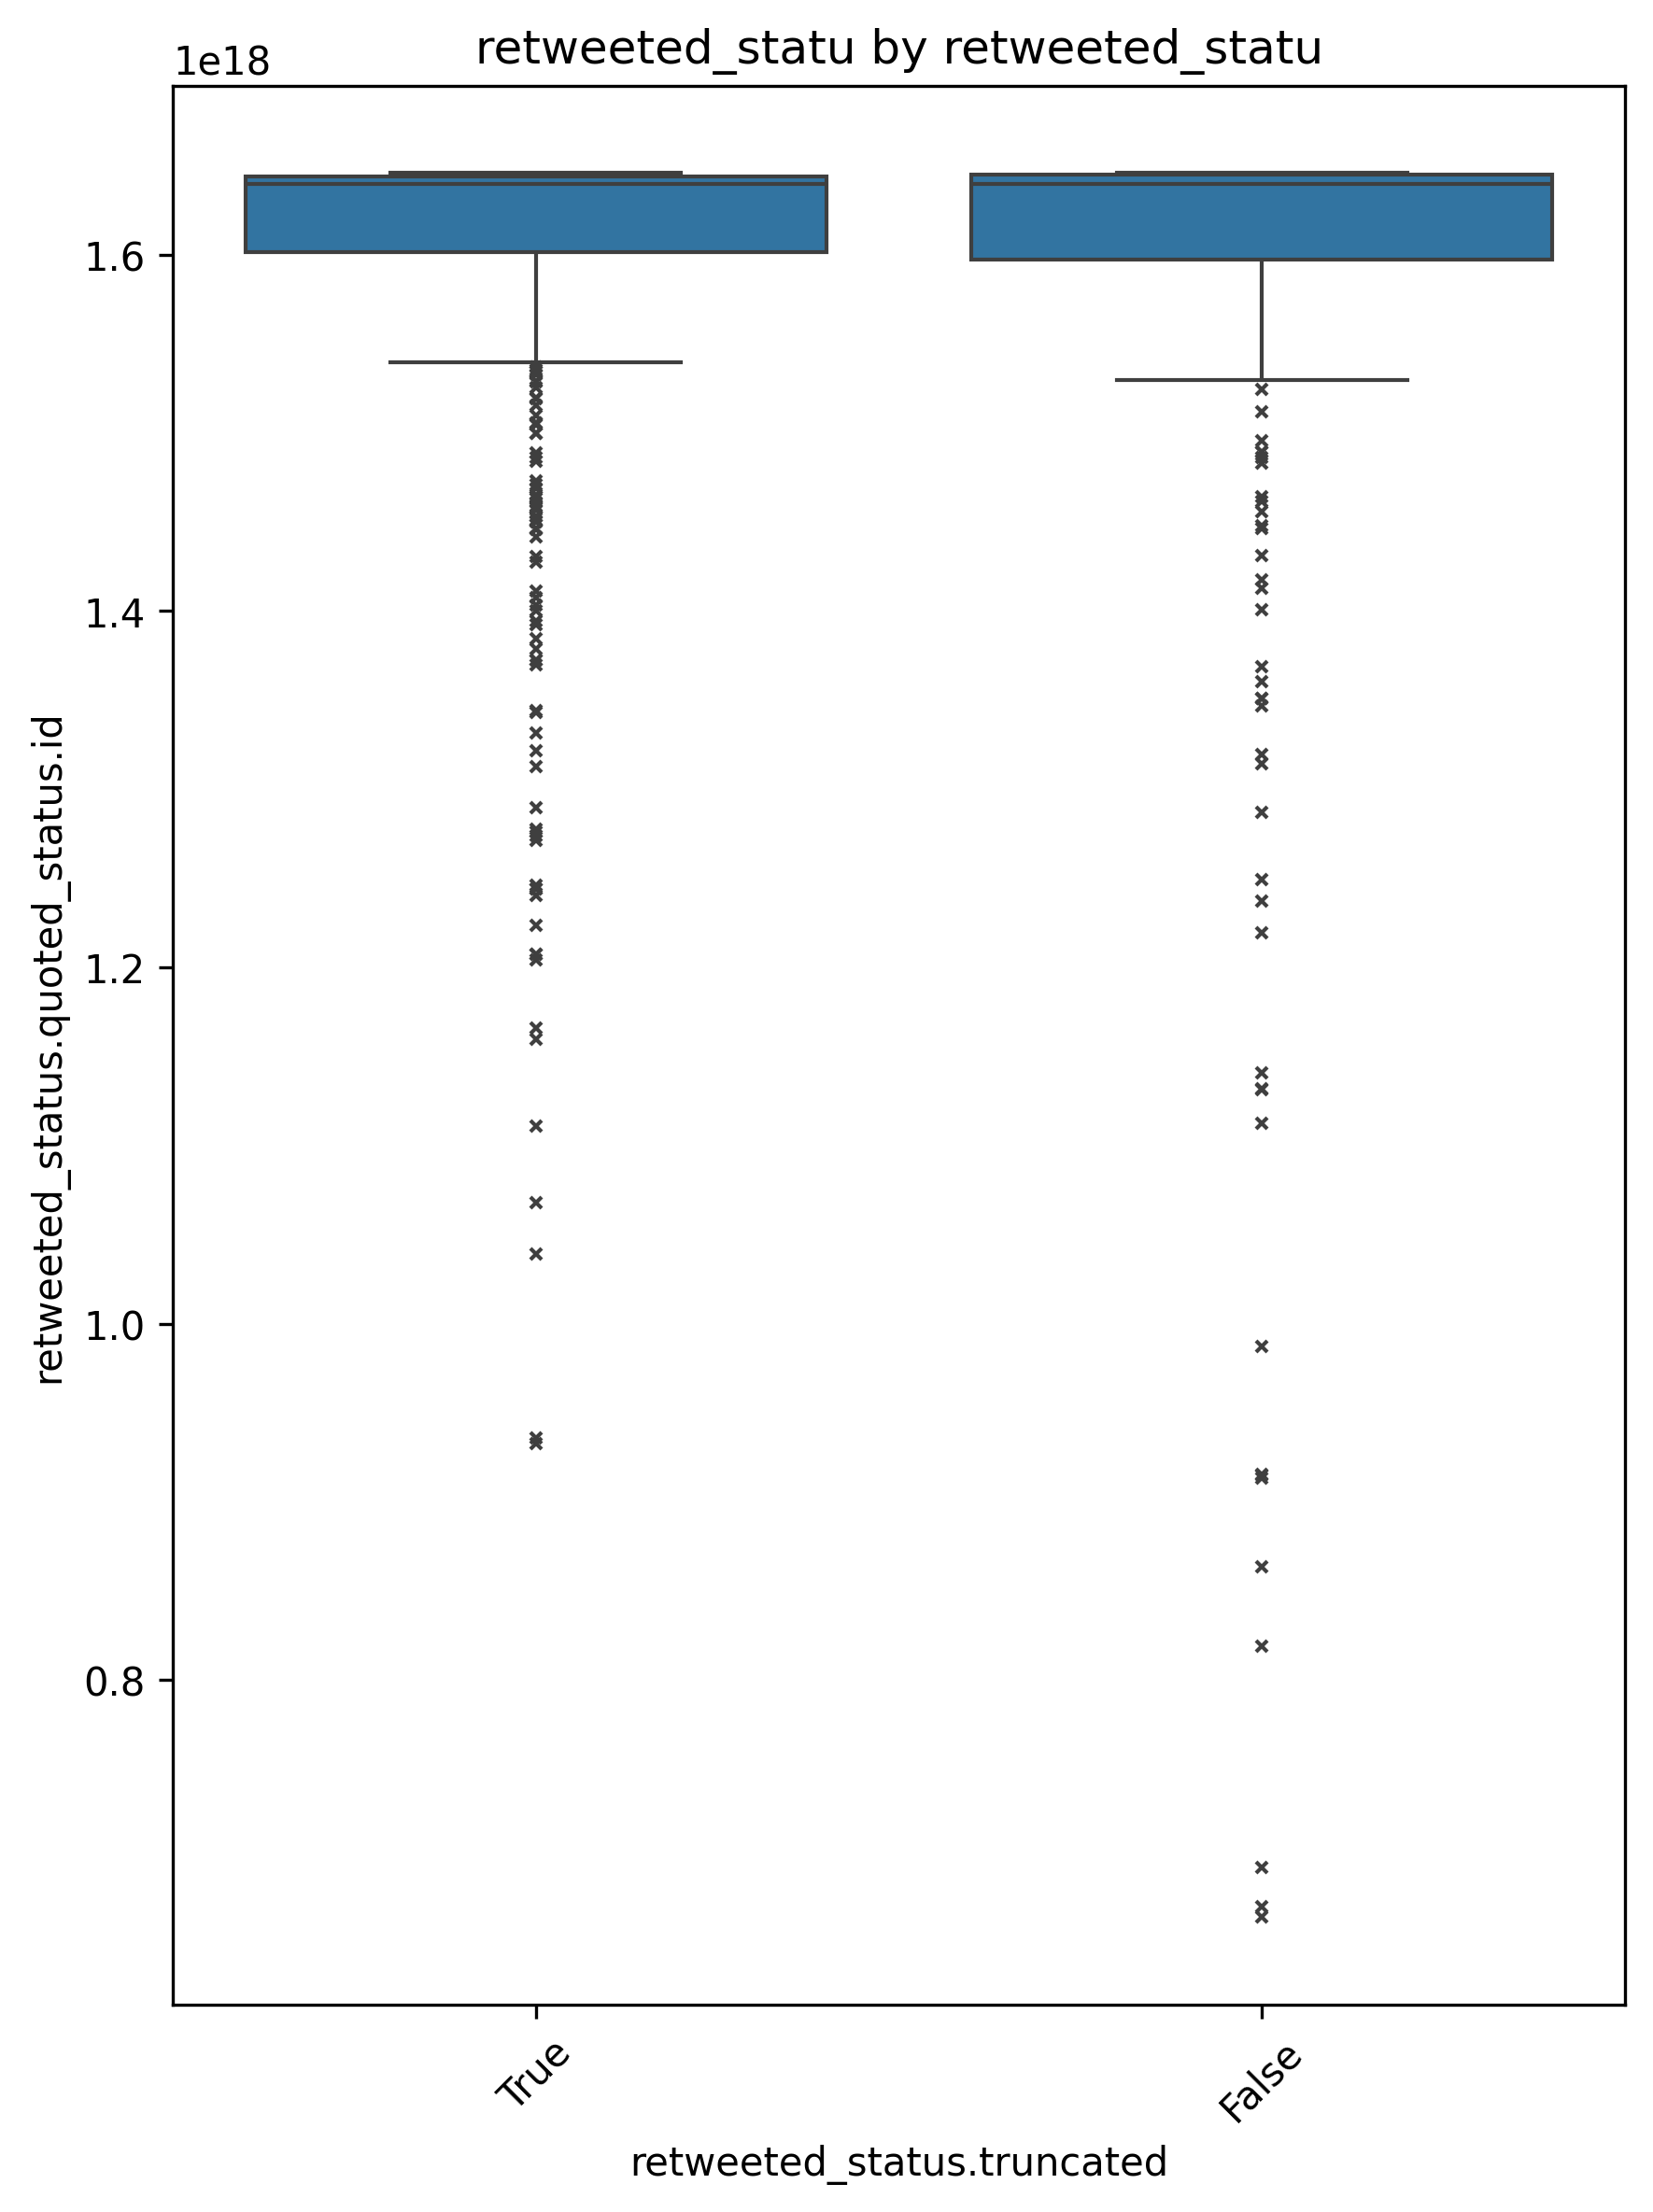 retweeted_statu by retweeted_statu
1e18
1.6
1.4
1.2
1.0
0.8
retweeted_status.quoted_status.id
True
False
retweeted_status.truncated